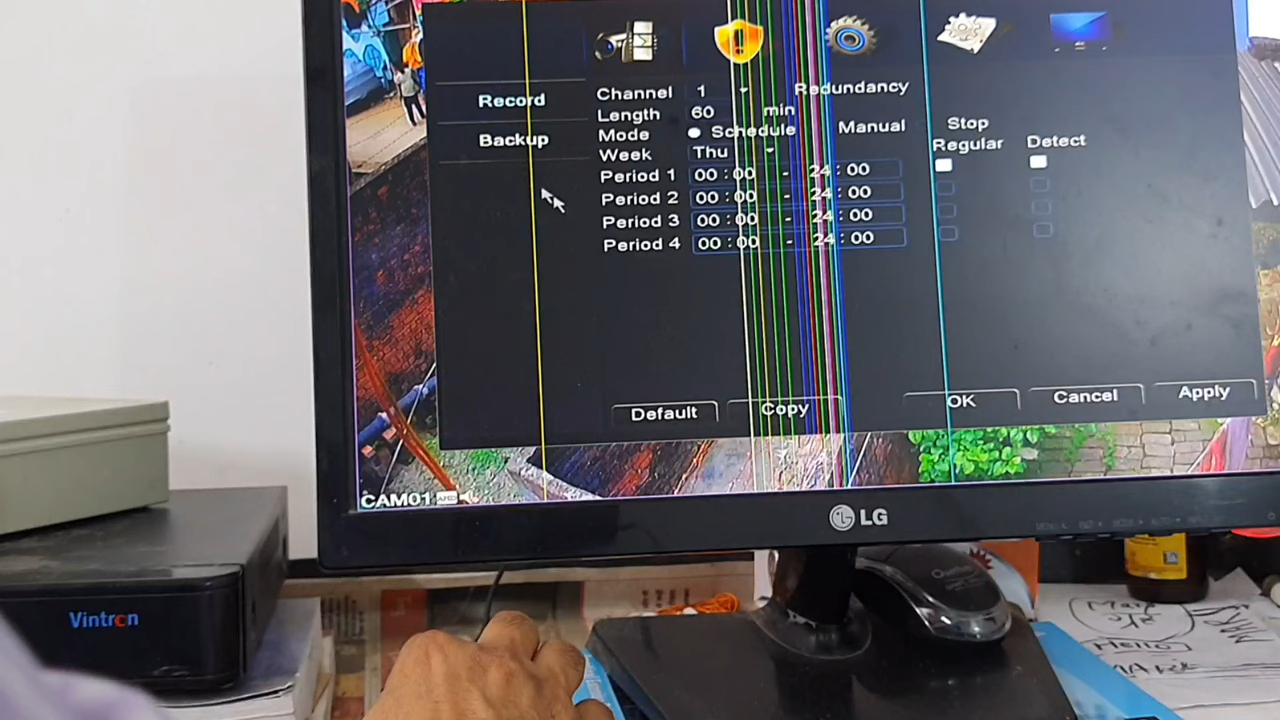 Record
Backup
Channel 1 Redundancy
Length 60 min
Mode Schedule Manual Stop
Week Thu Regular Detect
Period 1 00:00 - 24:00
Period 2 00:00 - 24:00
Period 3 00:00 - 24:00
Period 4 00:00 - 24:00
Default Copy OK Cancel Apply
CAM01 AHD
LG
Vintron
Hello